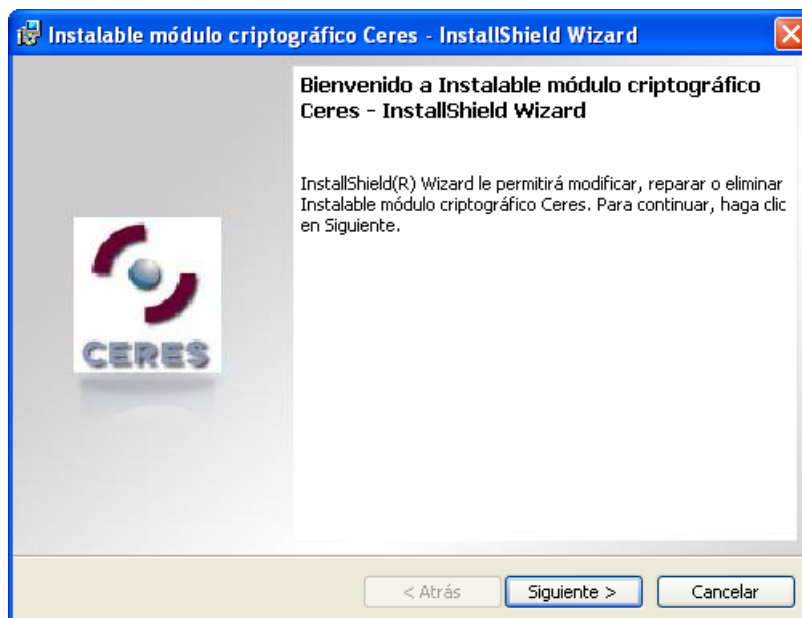 Instalable módulo criptográfico Ceres - InstallShield Wizard
Bienvenido a Instalable módulo criptográfico
Ceres - InstallShield Wizard
InstallShield(R) Wizard le permitirá modificar, reparar o eliminar
Instalable módulo criptográfico Ceres. Para continuar, haga clic
en Siguiente.
CERES
< Atrás
Siguiente >
Cancelar